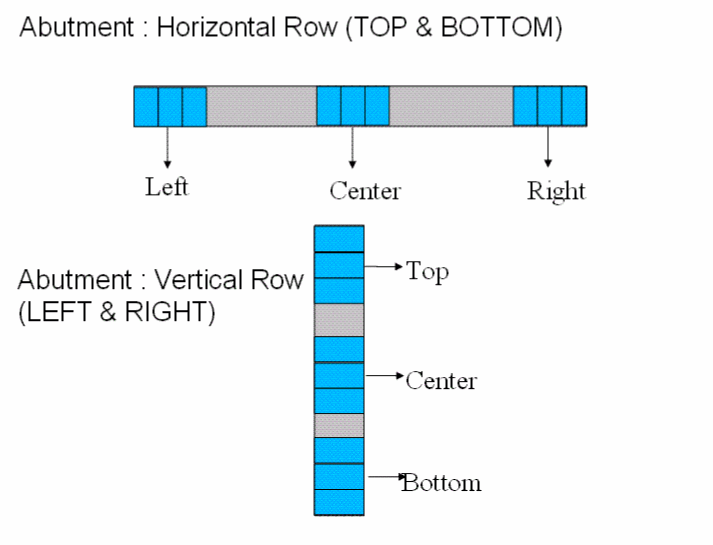 Abutment : Horizontal Row (TOP & BOTTOM)
Left
Center
Right
Abutment : Vertical Row
(LEFT & RIGHT)
Top
Center
Bottom